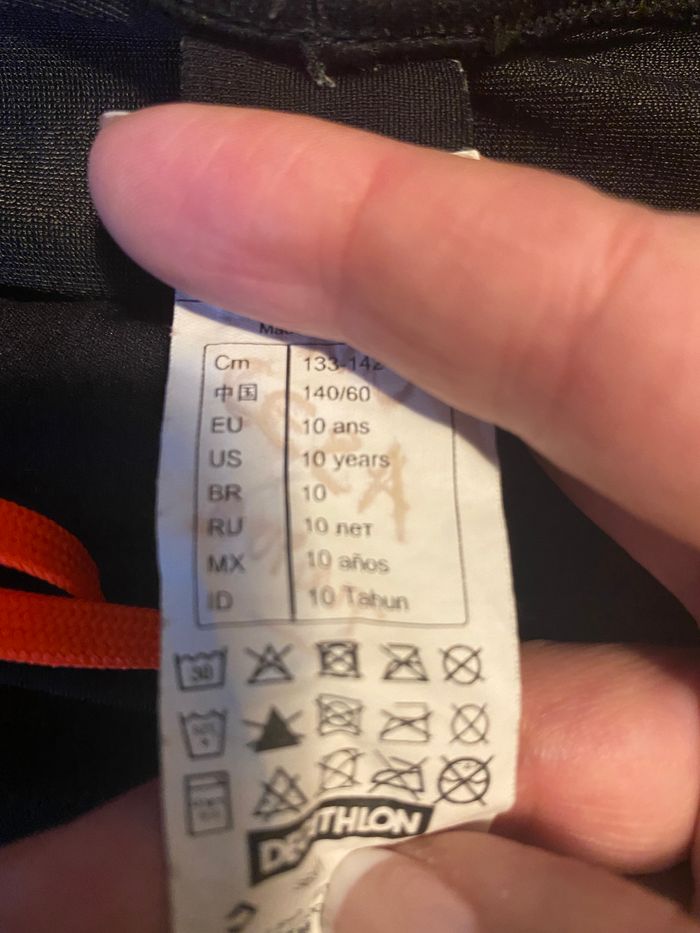 Cm 133-142
中国 140/60
EU 10 ans
US 10 years
BR 10
RU 10 лет
MX 10 años
ID 10 Tahun
30
DECATHLON